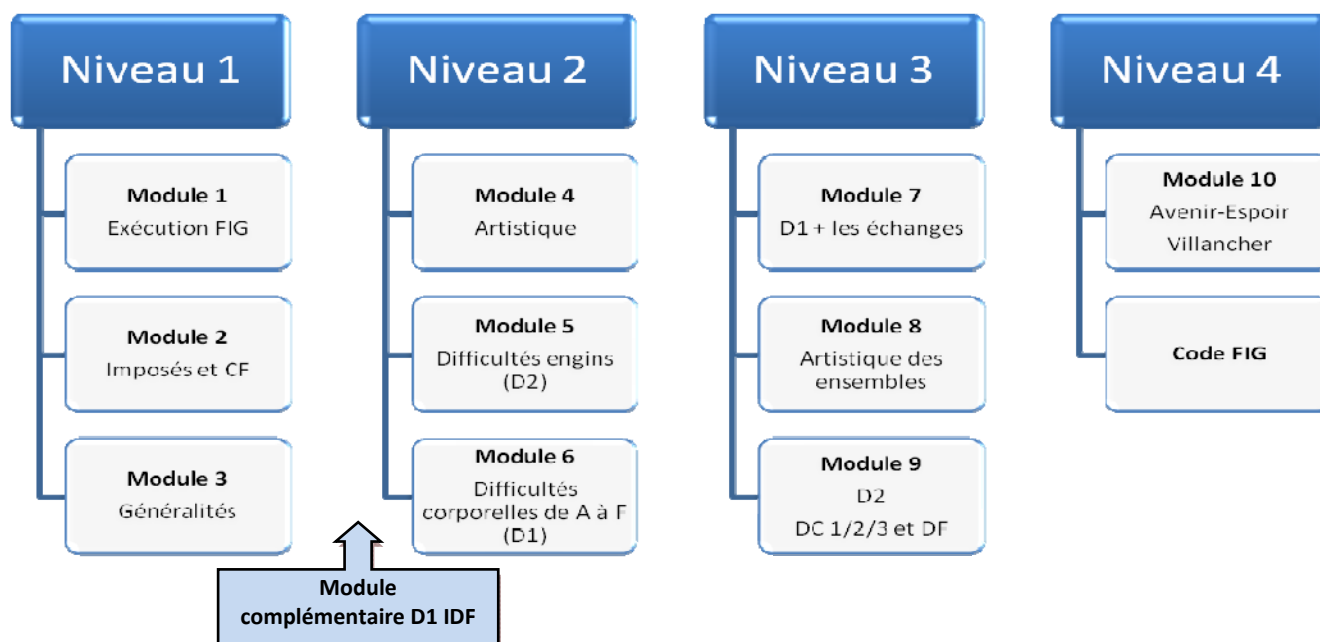 Niveau 1
Module 1
Exécution FIG
Module 2
Imposés et CF
Module 3
Généralités
Niveau 2
Module 4
Artistique
Module 5
Difficultés engins
(D2)
Module 6
Difficultés
corporelles de A à F
(D1)
Niveau 3
Module 7
D1 + les échanges
Module 8
Artistique des
ensembles
Module 9
D2
DC 1/2/3 et DF
Niveau 4
Module 10
Avenir-Espoir
Villancher
Code FIG
Module
complémentaire D1 IDF